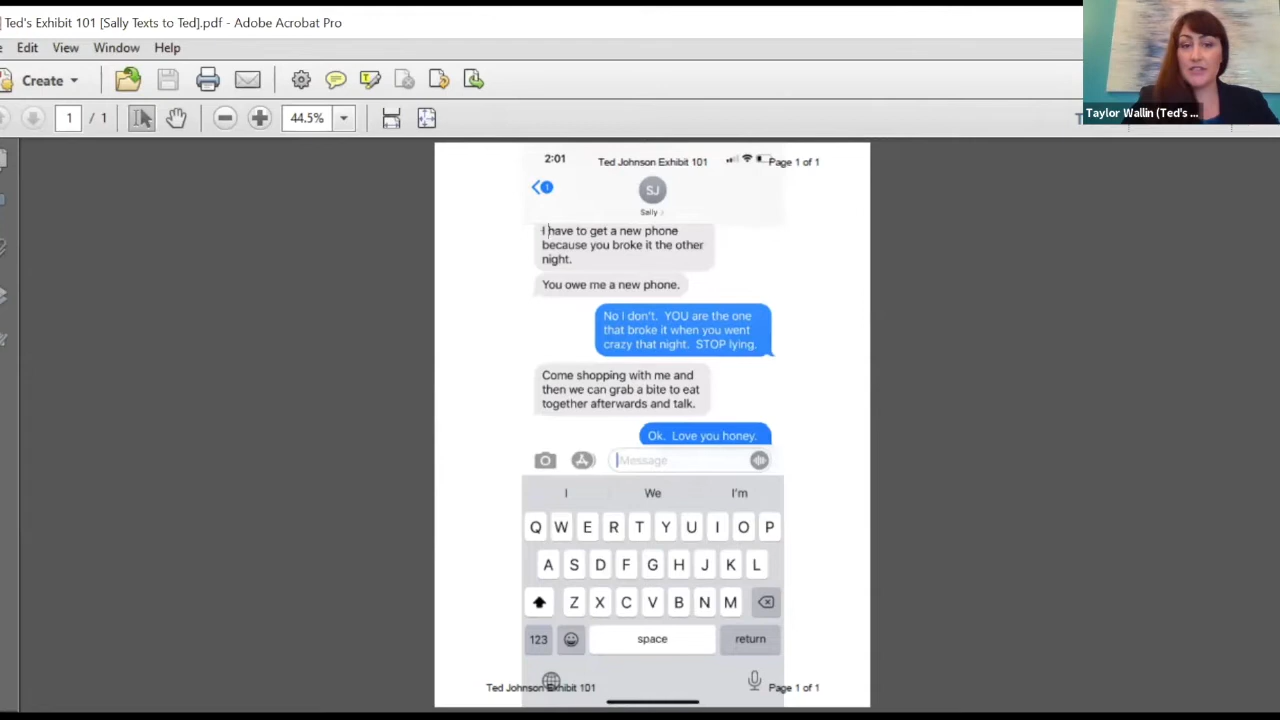 Ted's Exhibit 101 [Sally Texts to Ted].pdf - Adobe Acrobat Pro
Edit View Window Help
Create
1 / 1 44.5%
Taylor Wallin (Ted's ...
2:01 Ted Johnson Exhibit 101 Page 1 of 1
1
SJ
Sally
I have to get a new phone
because you broke it the other
night.
You owe me a new phone.
No I don't. YOU are the one
that broke it when you went
crazy that night. STOP lying.
Come shopping with me and
then we can grab a bite to eat
together afterwards and talk.
Ok. Love you honey.
Message
I We I'm
Q W E R T Y U I O P
A S D F G H J K L
Z X C V B N M
123 space return
Ted Johnson Exhibit 101 Page 1 of 1